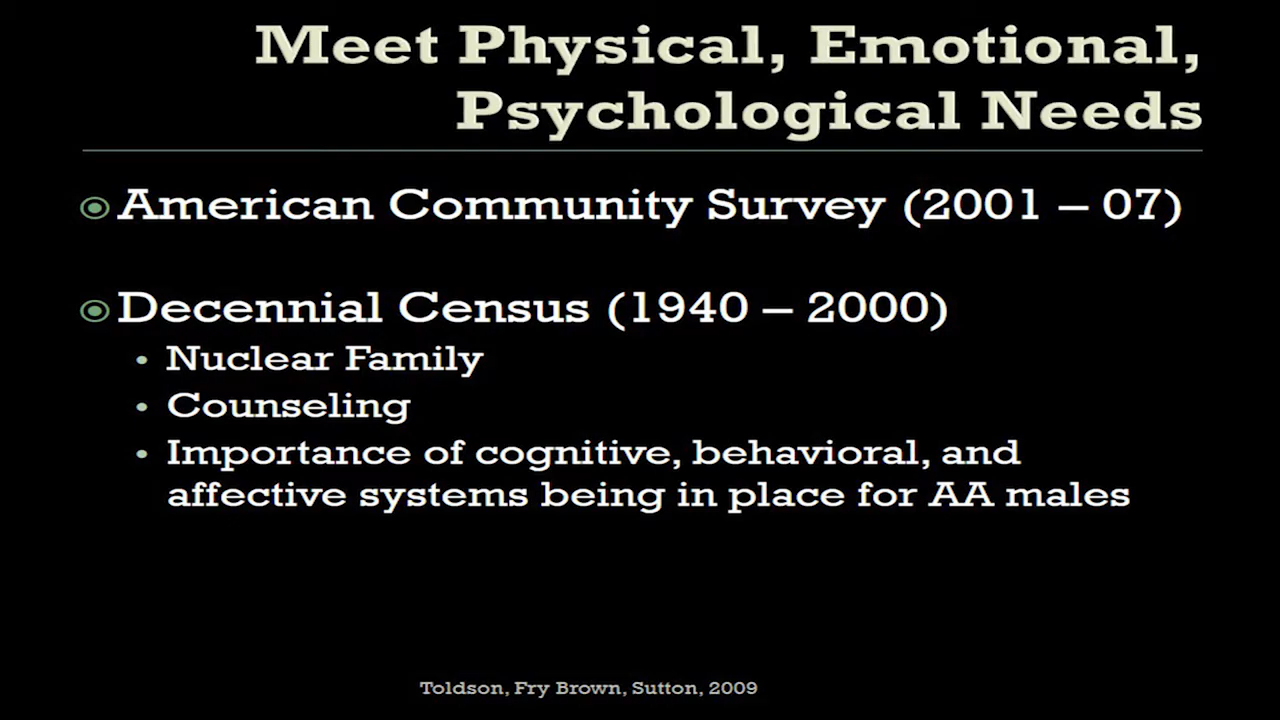 Meet Physical, Emotional,
Psychological Needs
American Community Survey (2001 – 07)
Decennial Census (1940 – 2000)
• Nuclear Family
• Counseling
• Importance of cognitive, behavioral, and
affective systems being in place for AA males
Toldson, Fry Brown, Sutton, 2009